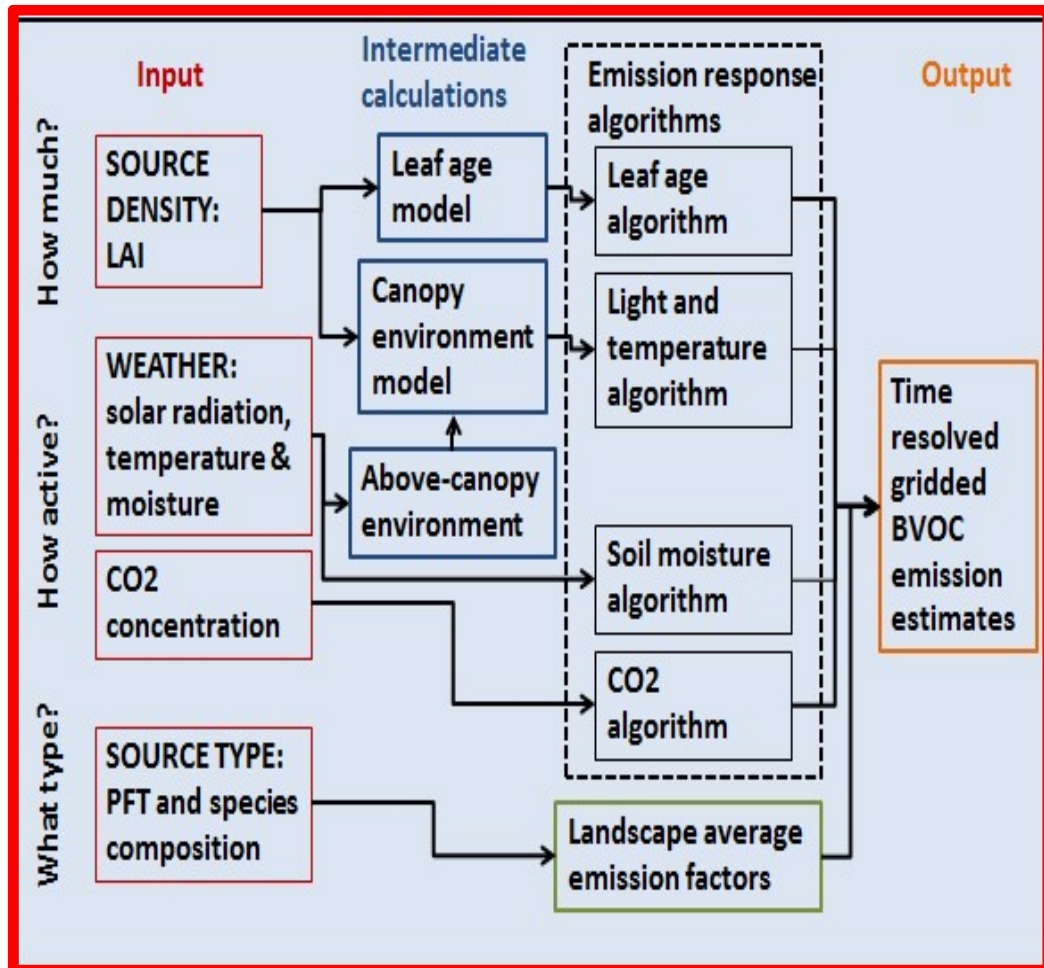 Input
Intermediate
calculations
Emission response
algorithms
Output
How much?
SOURCE
DENSITY:
LAI
Leaf age
model
Leaf age
algorithm
Canopy
environment
model
Light and
temperature
algorithm
How active?
WEATHER:
solar radiation,
temperature &
moisture
Above-canopy
environment
Time
resolved
gridded
BVOC
emission
estimates
CO2
concentration
Soil moisture
algorithm
CO2
algorithm
What type?
SOURCE TYPE:
PFT and species
composition
Landscape average
emission factors